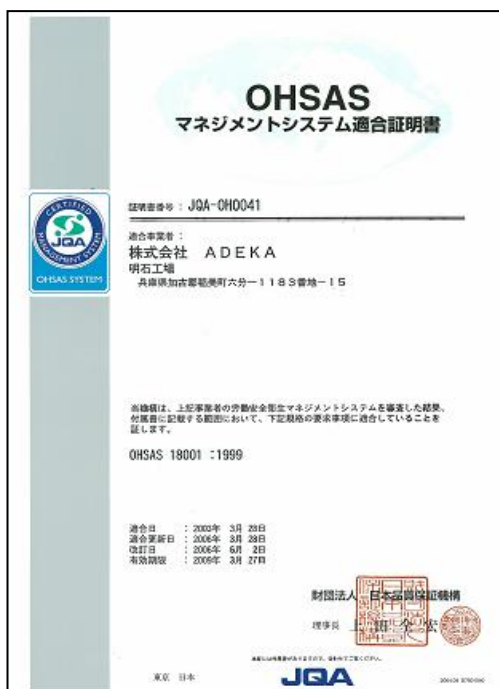 OHSAS
マネジメントシステム適合証明書
証明書番号 : JQA-OH0041
CERTIFIED
JQA
MANAGEMENT SYSTEM
OHSAS SYSTEM
適合事業者 :
株式会社 ADEKA
明石工場
兵庫県加古郡稲美町六分一1183番地-15
当機構は、上記事業者の労働安全衛生マネジメントシステムを審査した結果、
付属書に記載する範囲において、下記規格の要求事項に適合していることを
証します。
OHSAS 18001 :1999
適合日 : 2003年 3月 28日
適合更新日 : 2006年 3月 28日
改訂日 : 2006年 6月 2日
有効期限 : 2009年 3月 27日
財団法人 日本品質保証機構
理事長 上田全宏
東京 日本
JQA